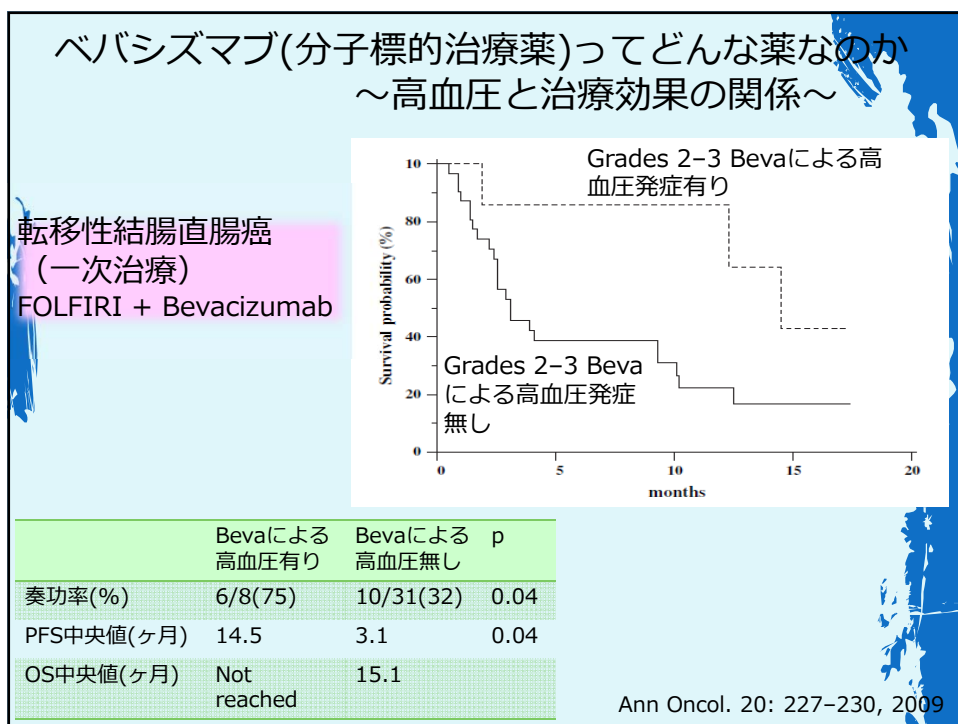 ベバシズマブ(分子標的治療薬)ってどんな薬なのか
～高血圧と治療効果の関係～
転移性結腸直腸癌
（一次治療）
FOLFIRI + Bevacizumab
Grades 2–3 Bevaによる高
血圧発症有り
Grades 2–3 Beva
による高血圧発症
無し
Survival probability (%)
10
80
60
40
20
0
0 5 10 15 20
months
Bevaによる高血圧有り Bevaによる高血圧無し p
奏功率(%) 6/8(75) 10/31(32) 0.04
PFS中央値(ヶ月) 14.5 3.1 0.04
OS中央値(ヶ月) Not reached 15.1
Ann Oncol. 20: 227–230, 2009